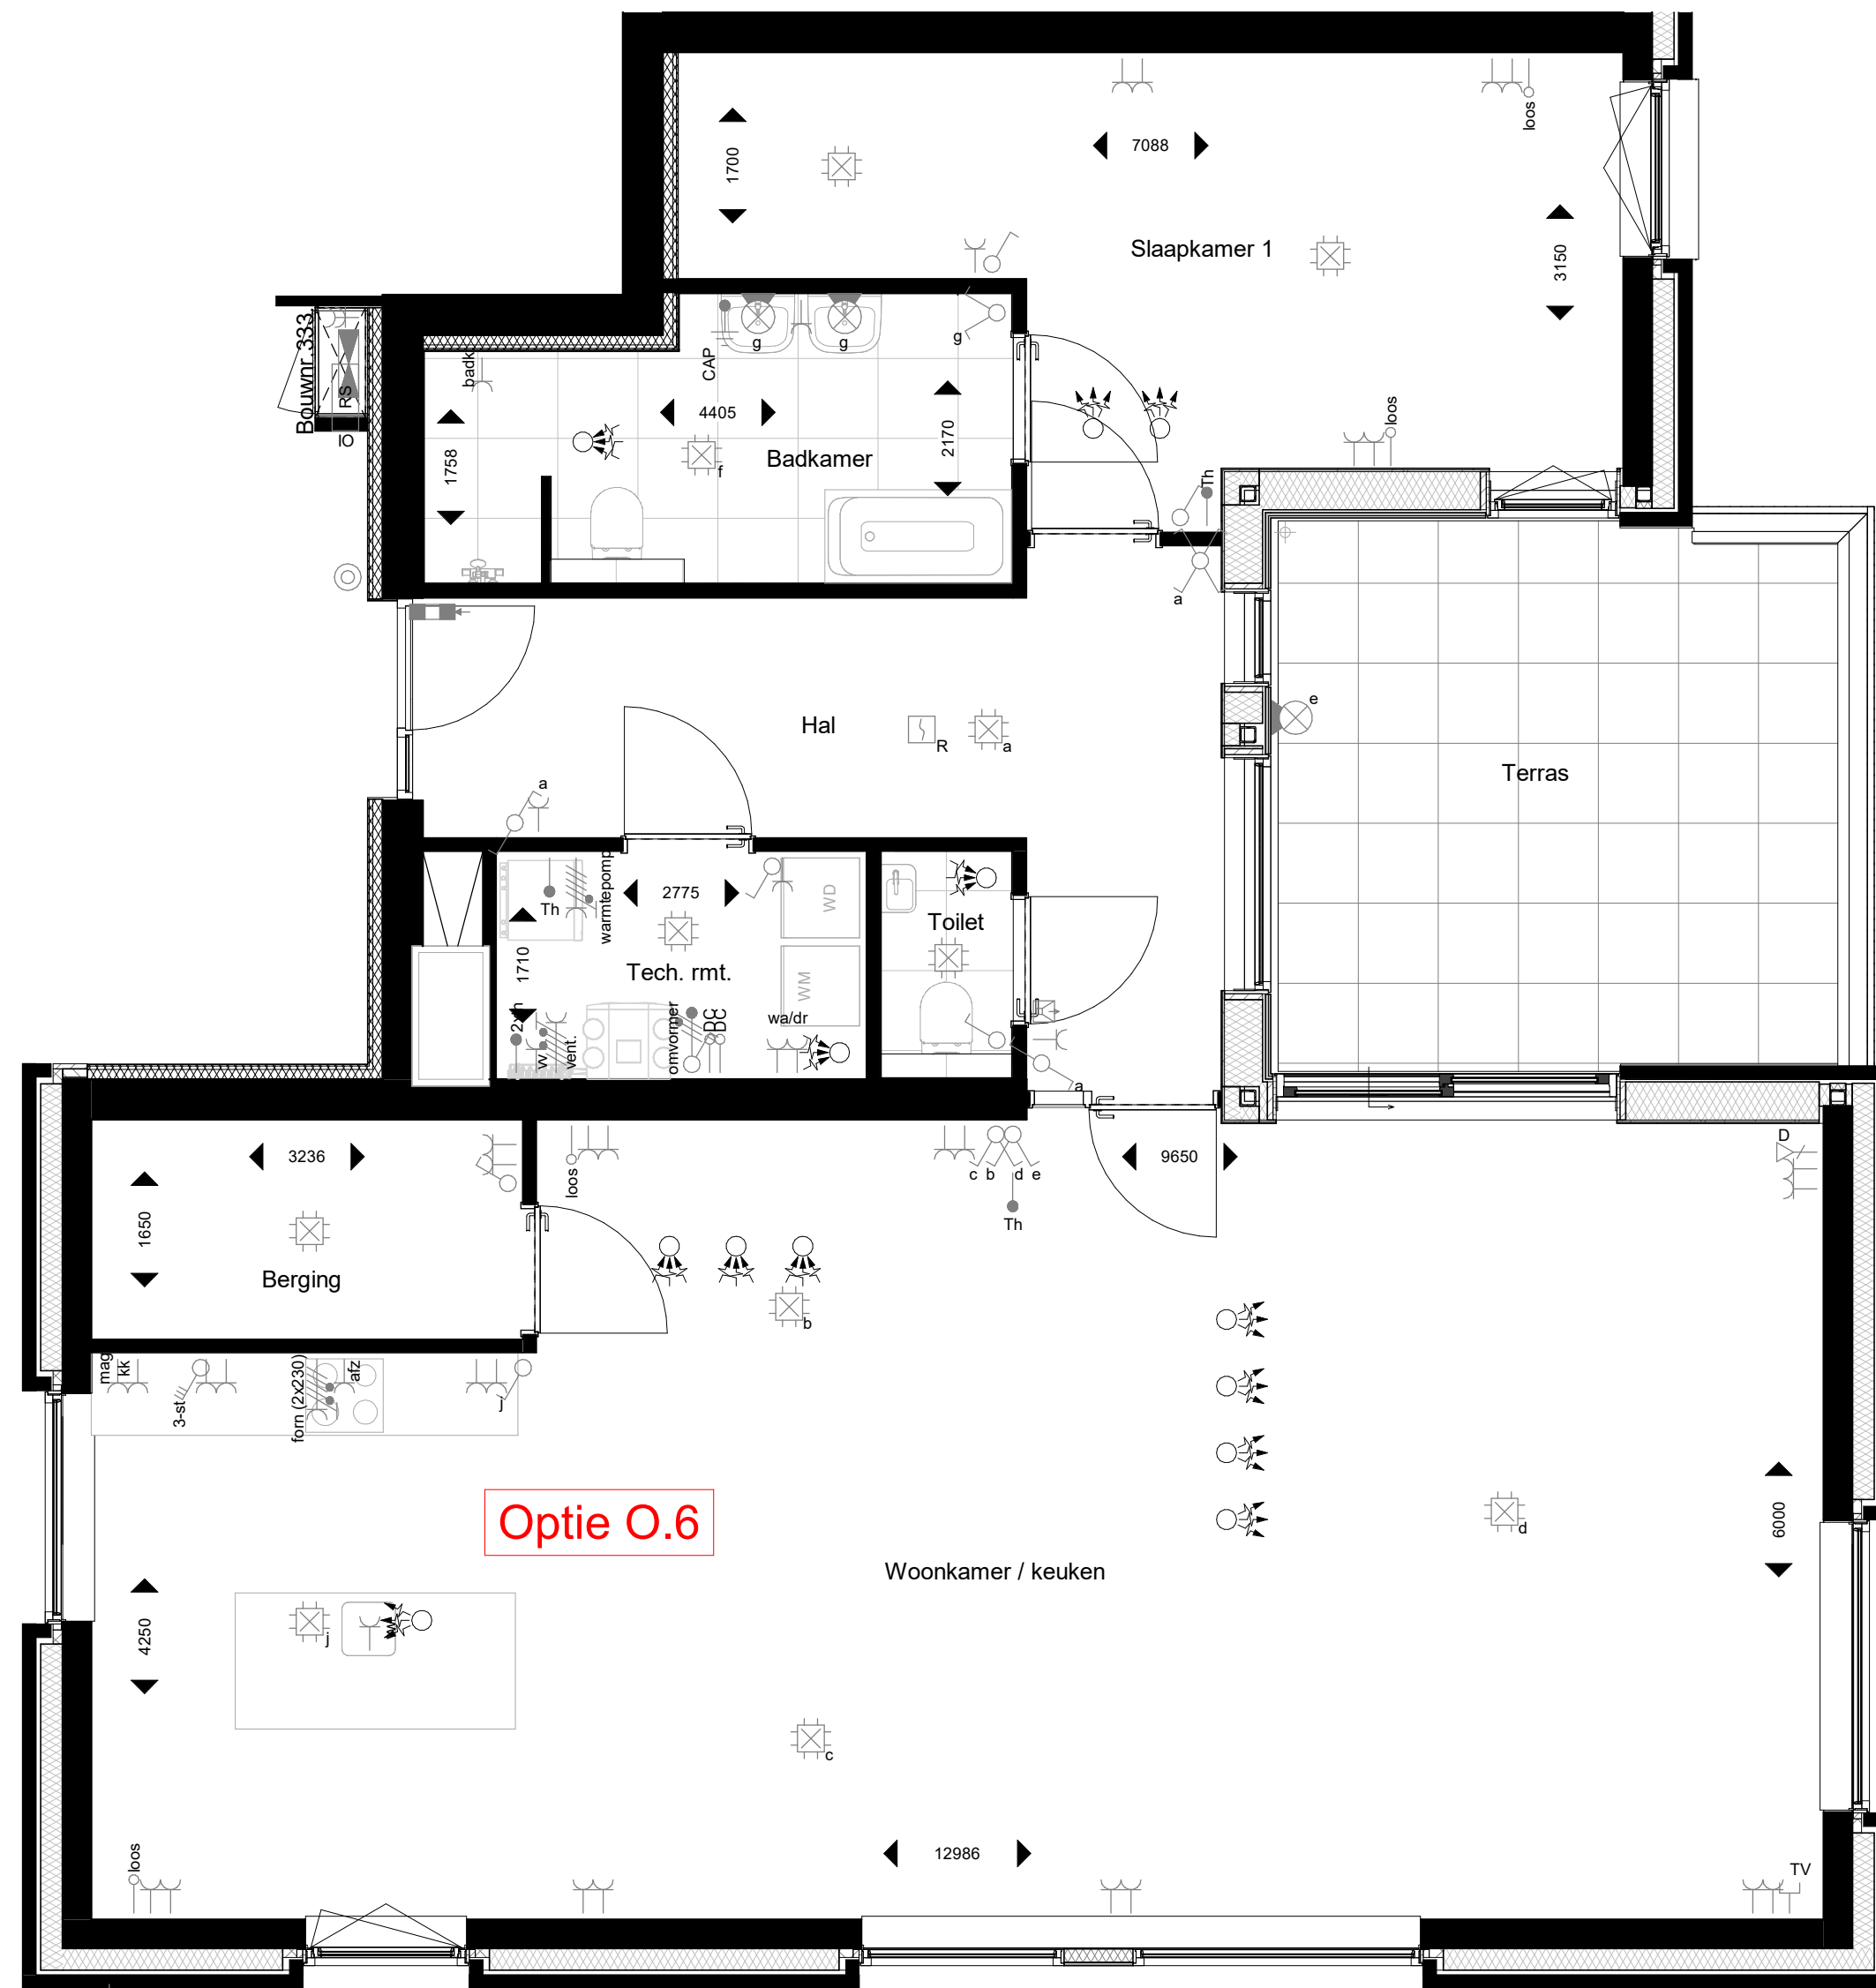 loos
1700
7088
Slaapkamer 1
3150
Bouwnr.333
RS
IO
badk.
CAP
g
g
g
4405
1758
Badkamer
2170
f
loos
Th
a
Hal
R
a
e
Terras
a
warmtepomp
Th
2775
WD
1710
Tech. rmt.
Toilet
WM
vent.
omvormer
DC
DC
wa/dr
a
3236
loos
c b d e
9650
D
Th
1650
Berging
b
mag
kk
3-st
forn (2x230)
afz
j
Optie O.6
d
6000
Woonkamer / keuken
4250
j
c
loos
12986
TV